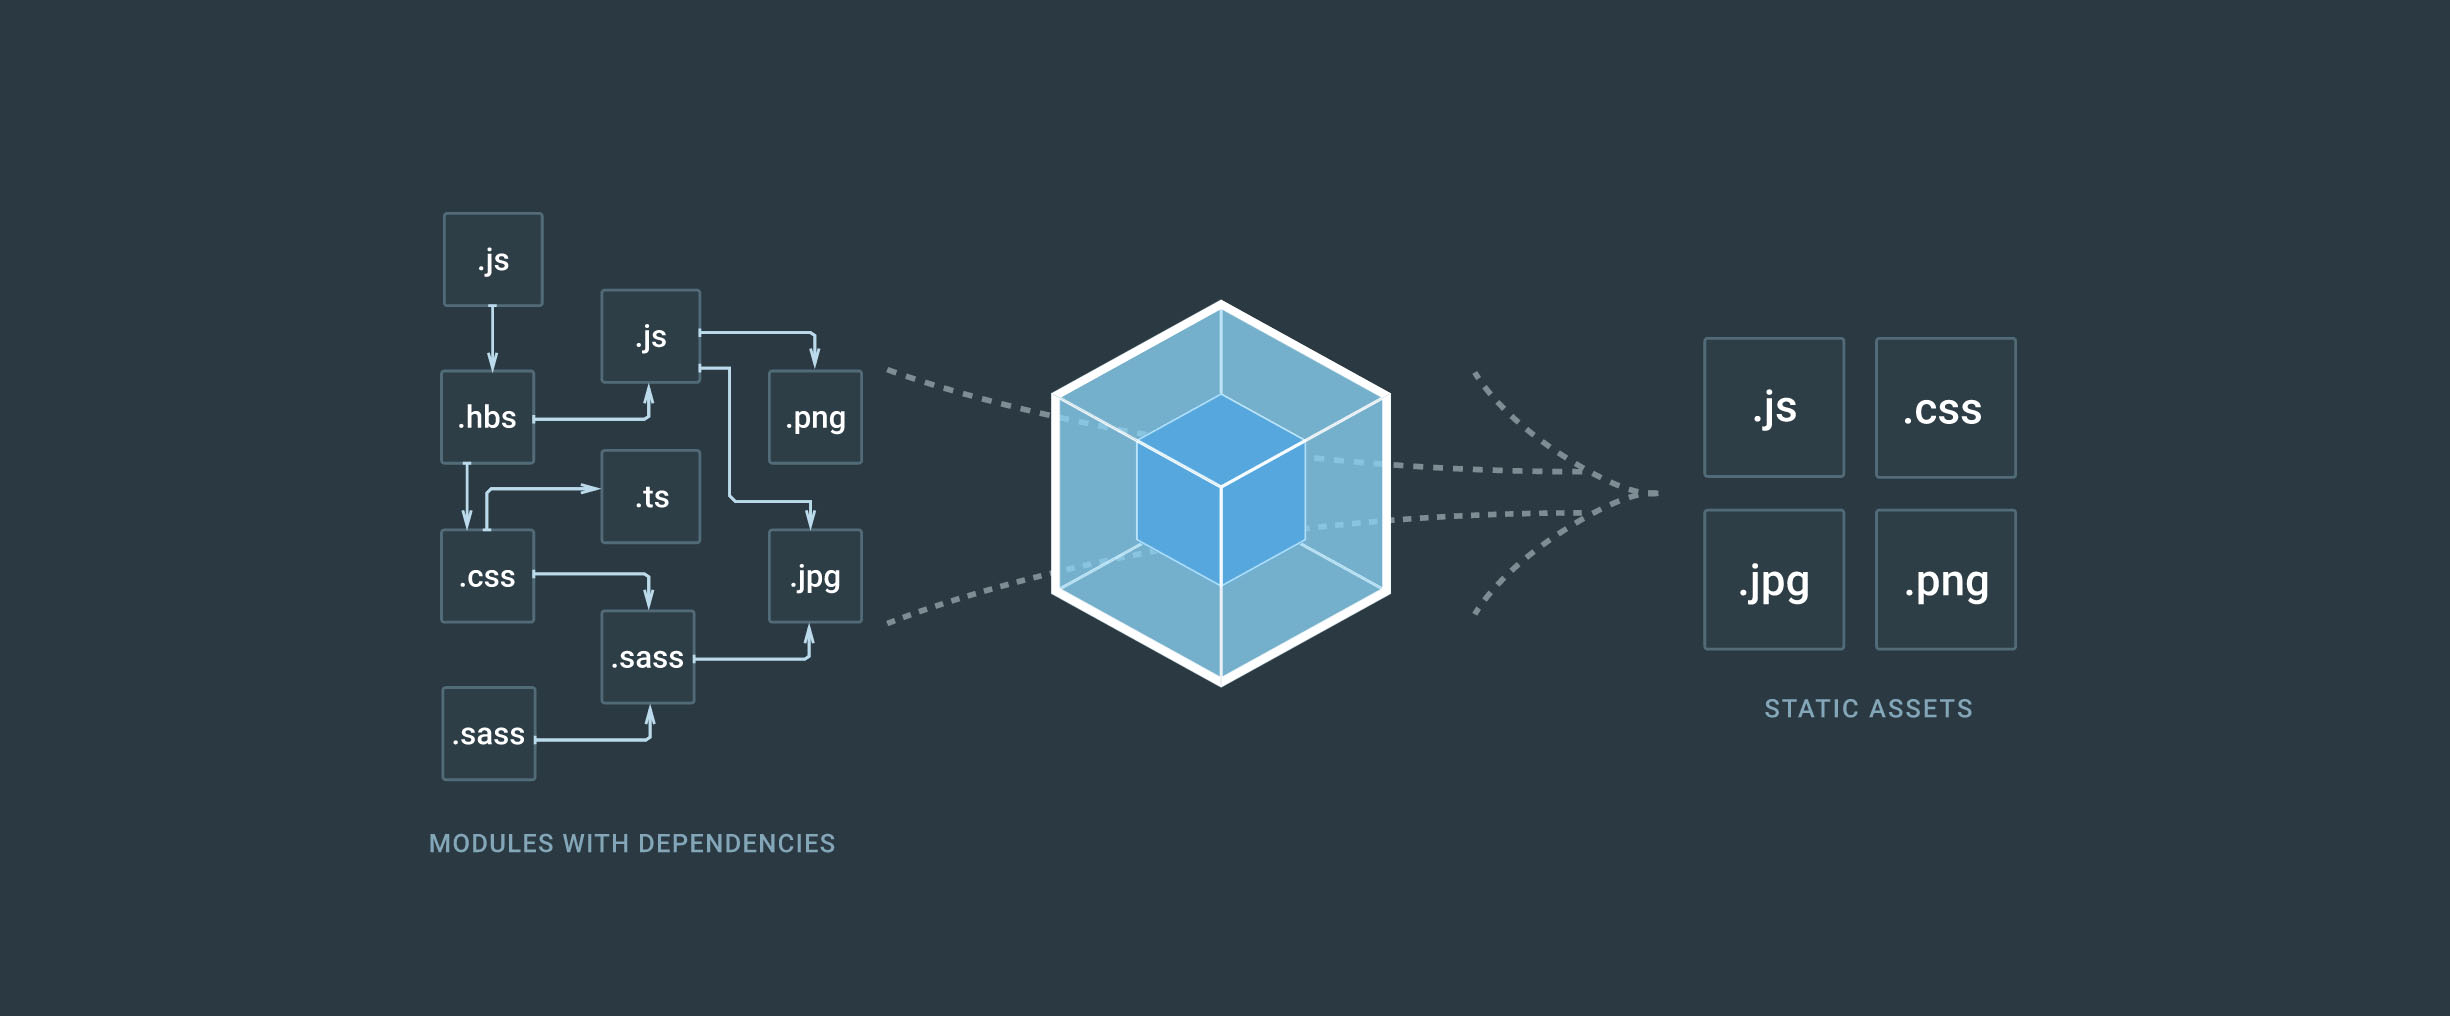 .js
.js
.hbs
.png
.ts
.css
.jpg
.sass
.sass
MODULES WITH DEPENDENCIES
.js
.css
.jpg
.png
STATIC ASSETS